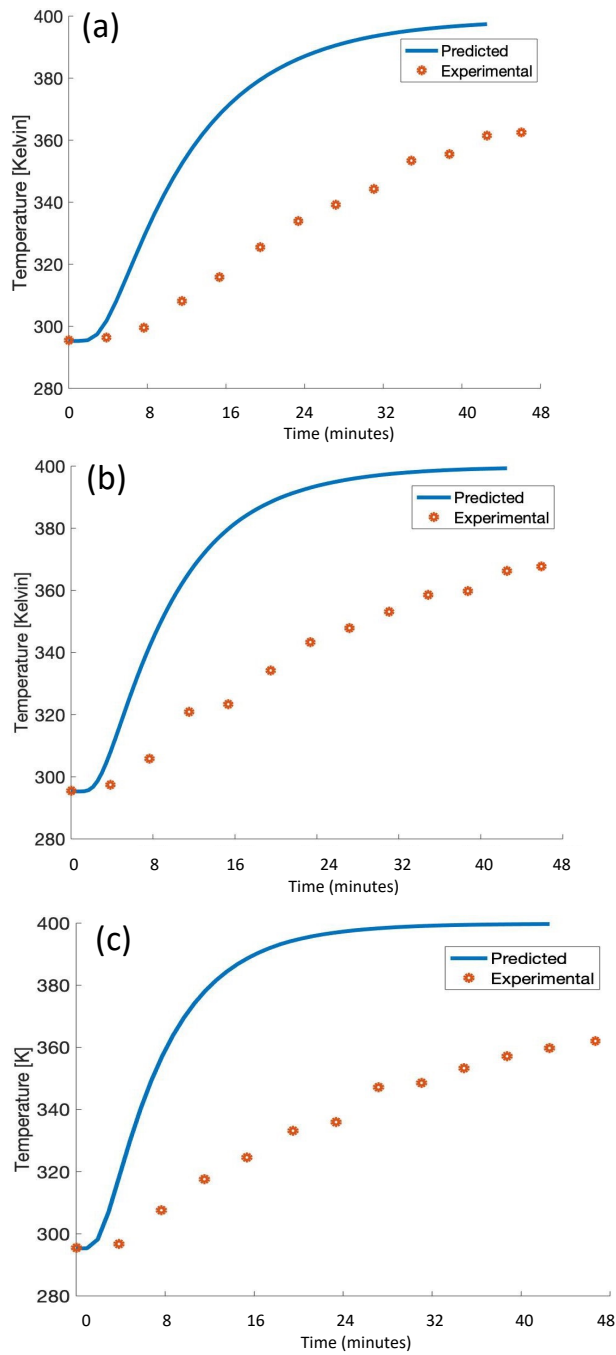 (a)
Predicted
Experimental
Temperature [Kelvin]
400
380
360
340
320
300
280
0 8 16 24 32 40 48
Time (minutes)
(b)
Predicted
Experimental
Temperature [Kelvin]
400
380
360
340
320
300
280
0 8 16 24 32 40 48
Time (minutes)
(c)
Predicted
Experimental
Temperature [K]
400
380
360
340
320
300
280
0 8 16 24 32 40 48
Time (minutes)